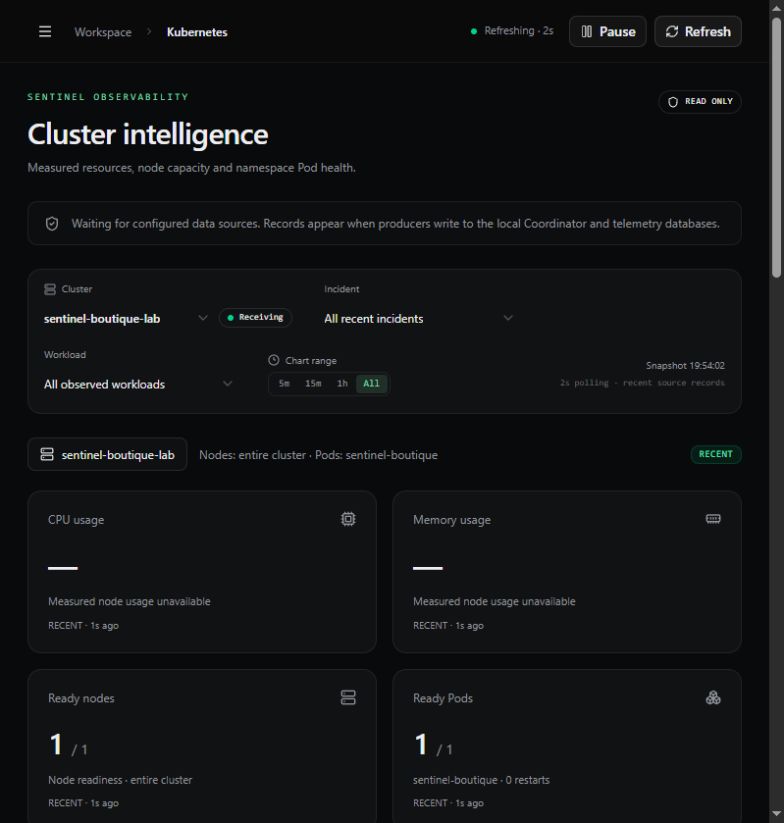 Workspace > Kubernetes
Refreshing · 2s
Pause
Refresh
SENTINEL OBSERVABILITY
READ ONLY
Cluster intelligence
Measured resources, node capacity and namespace Pod health.
Waiting for configured data sources. Records appear when producers write to the local Coordinator and telemetry databases.
Cluster
Incident
sentinel-boutique-lab
Receiving
All recent incidents
Workload
Chart range
Snapshot 19:54:02
All observed workloads
5m 15m 1h All
2s polling · recent source records
sentinel-boutique-lab
Nodes: entire cluster · Pods: sentinel-boutique
RECENT
CPU usage
—
Measured node usage unavailable
RECENT · 1s ago
Memory usage
—
Measured node usage unavailable
RECENT · 1s ago
Ready nodes
1 / 1
Node readiness · entire cluster
RECENT · 1s ago
Ready Pods
1 / 1
sentinel-boutique · 0 restarts
RECENT · 1s ago